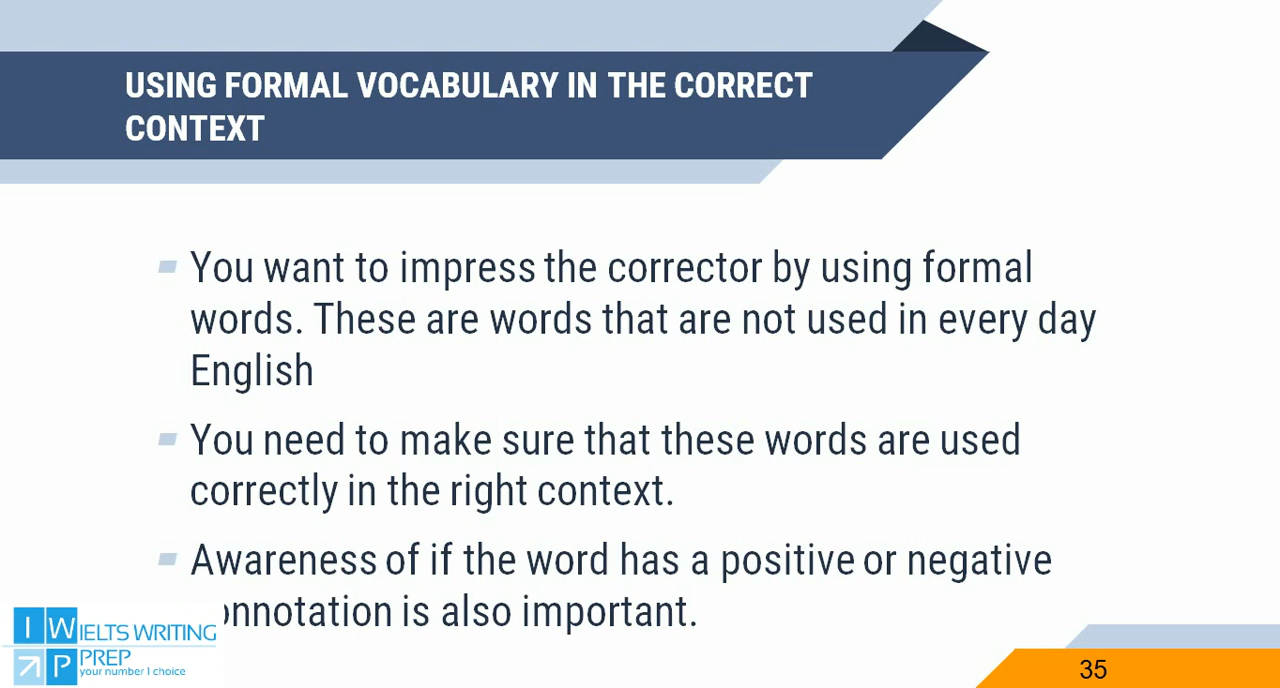 USING FORMAL VOCABULARY IN THE CORRECT
CONTEXT
You want to impress the corrector by using formal
words. These are words that are not used in every day
English
You need to make sure that these words are used
correctly in the right context.
Awareness of if the word has a positive or negative
onnotation is also important.
I W IELTS WRITING
P PREP
your number 1 choice
35